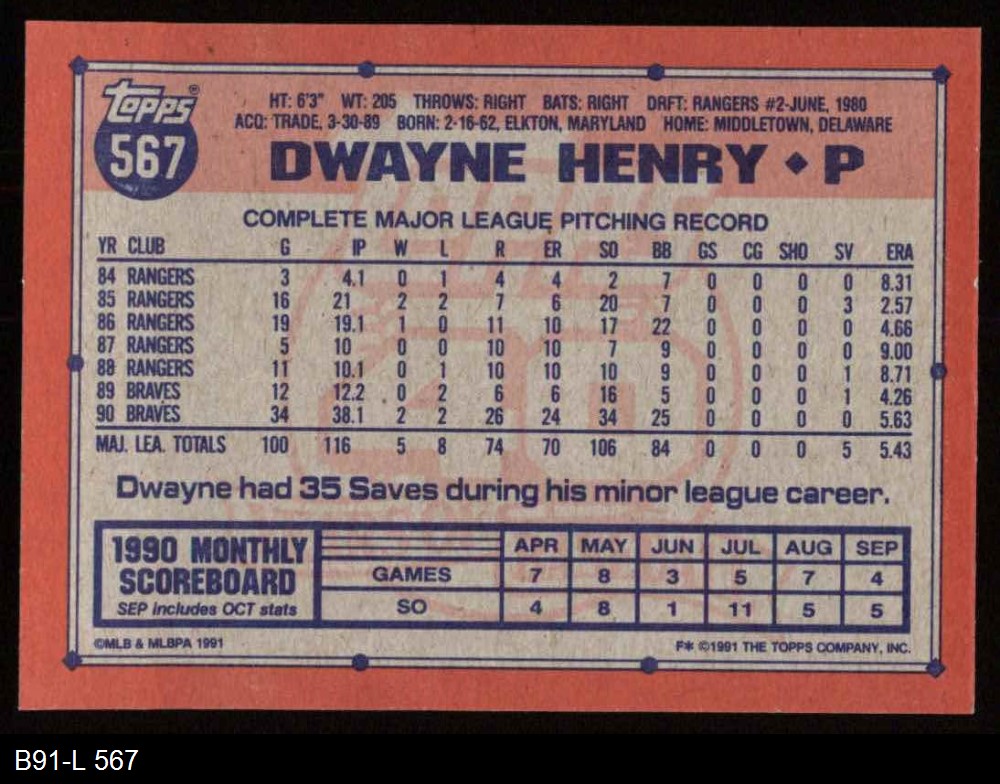 Topps®
567
HT: 6'3" WT: 205 THROWS: RIGHT BATS: RIGHT DRFT: RANGERS #2-JUNE, 1980
ACQ: TRADE, 3-30-89 BORN: 2-16-62, ELKTON, MARYLAND HOME: MIDDLETOWN, DELAWARE
DWAYNE HENRY ◆ P
COMPLETE MAJOR LEAGUE PITCHING RECORD
YR CLUB G IP W L R ER SO BB GS CG SHO SV ERA
84 RANGERS 3 4.1 0 1 4 4 2 7 0 0 0 0 8.31
85 RANGERS 16 21 2 2 7 6 20 7 0 0 0 3 2.57
86 RANGERS 19 19.1 1 0 11 10 17 22 0 0 0 0 4.66
87 RANGERS 5 10 0 0 10 10 7 9 0 0 0 0 9.00
88 RANGERS 11 10.1 0 1 10 10 10 9 0 0 0 1 8.71
89 BRAVES 12 12.2 0 2 6 6 16 5 0 0 0 1 4.26
90 BRAVES 34 38.1 2 2 26 24 34 25 0 0 0 0 5.63
MAJ. LEA. TOTALS 100 116 5 8 74 70 106 84 0 0 0 5 5.43
Dwayne had 35 Saves during his minor league career.
1990 MONTHLY SCOREBOARD
SEP includes OCT stats
APR MAY JUN JUL AUG SEP
GAMES 7 8 3 5 7 4
SO 4 8 1 11 5 5
©MLB & MLBPA 1991
F* ©1991 THE TOPPS COMPANY, INC.
B91-L 567